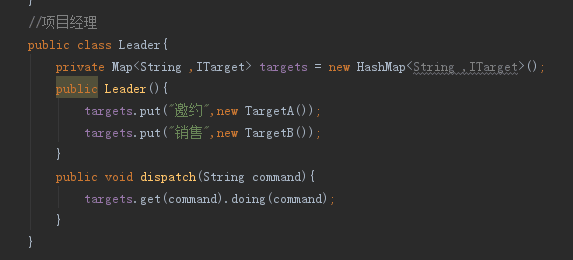 }
//项目经理
public class Leader{
private Map<String ,ITarget> targets = new HashMap<String ,ITarget>();
public Leader(){
targets.put("邀约",new TargetA());
targets.put("销售",new TargetB());
}
public void dispatch(String command){
targets.get(command).doing(command);
}
}